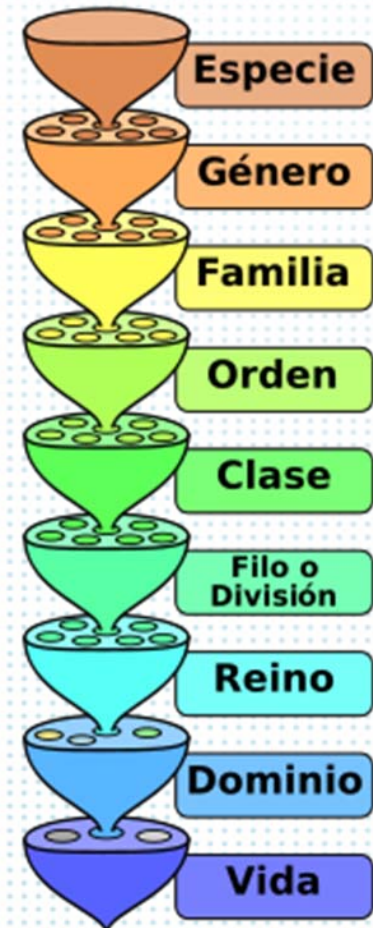 Especie
Género
Familia
Orden
Clase
Filo o
División
Reino
Dominio
Vida